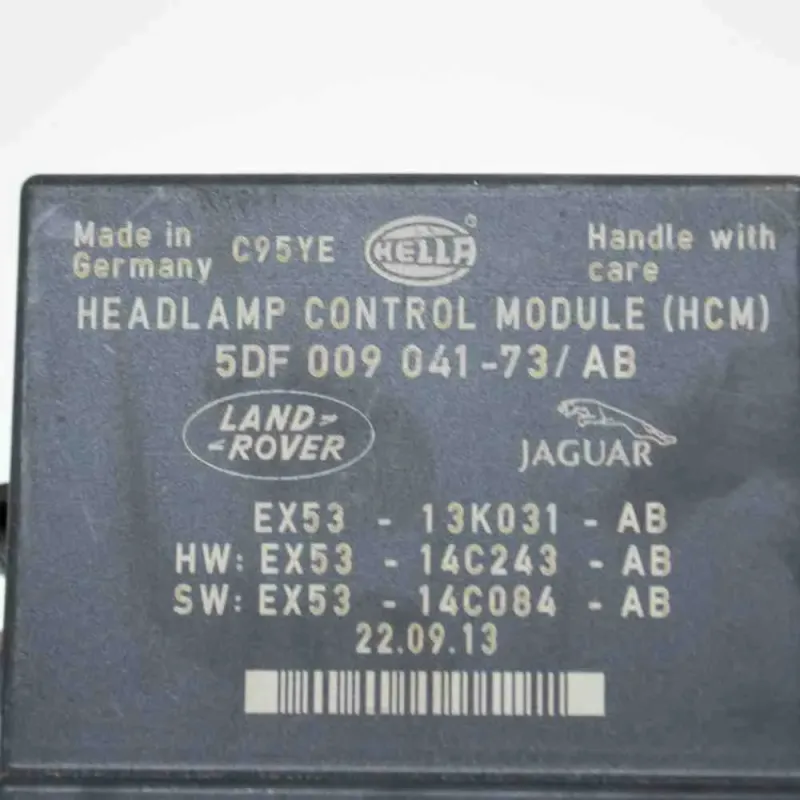 Made in Germany C95YE HELLA® Handle with care
HEADLAMP CONTROL MODULE (HCM)
5DF 009 041-73/ AB
LAND ROVER JAGUAR
EX53 - 13K031 - AB
HW: EX53 - 14C243 - AB
SW: EX53 - 14C084 - AB
22.09.13